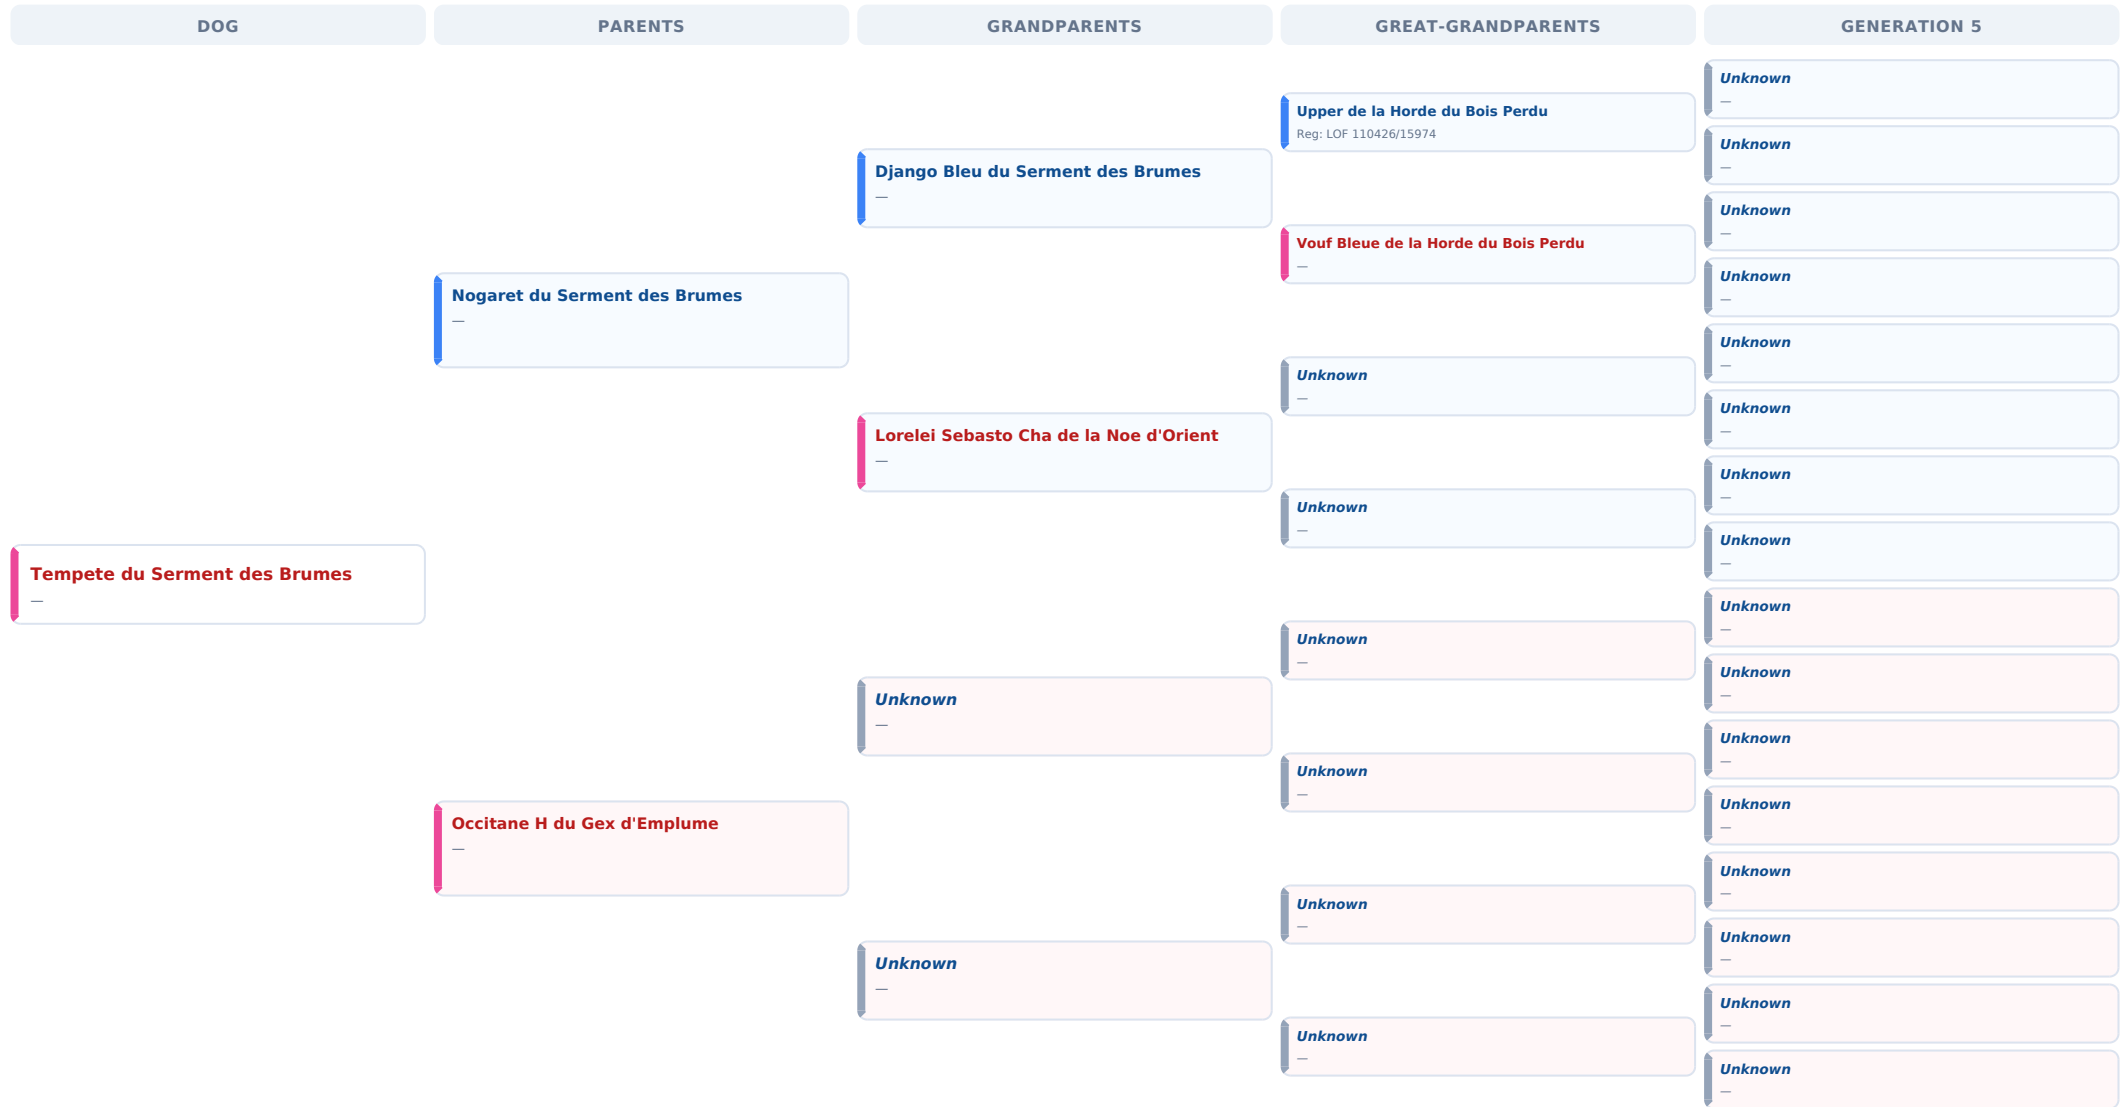 DOG
PARENTS
GRANDPARENTS
GREAT-GRANDPARENTS
GENERATION 5
Tempete du Serment des Brumes
—
Nogaret du Serment des Brumes
—
Occitane H du Gex d'Emplume
—
Django Bleu du Serment des Brumes
—
Lorelei Sebasto Cha de la Noe d'Orient
—
Unknown
—
Unknown
—
Upper de la Horde du Bois Perdu
Reg: LOF 110426/15974
Vouf Bleue de la Horde du Bois Perdu
—
Unknown
—
Unknown
—
Unknown
—
Unknown
—
Unknown
—
Unknown
—
Unknown
—
Unknown
—
Unknown
—
Unknown
—
Unknown
—
Unknown
—
Unknown
—
Unknown
—
Unknown
—
Unknown
—
Unknown
—
Unknown
—
Unknown
—
Unknown
—
Unknown
—
Unknown
—